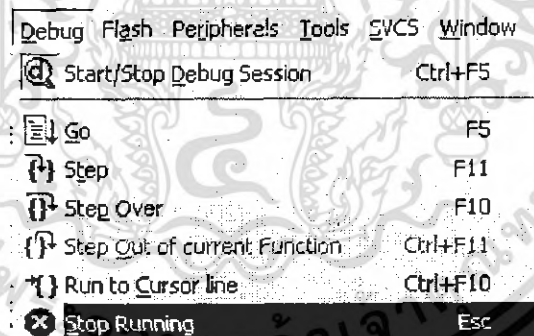 Debug Flash Peripherals Tools SVCS Window
Start/Stop Debug Session Ctrl+F5
Go F5
Step F11
Step Over F10
Step Out of current Function Ctrl+F11
Run to Cursor line Ctrl+F10
Stop Running Esc